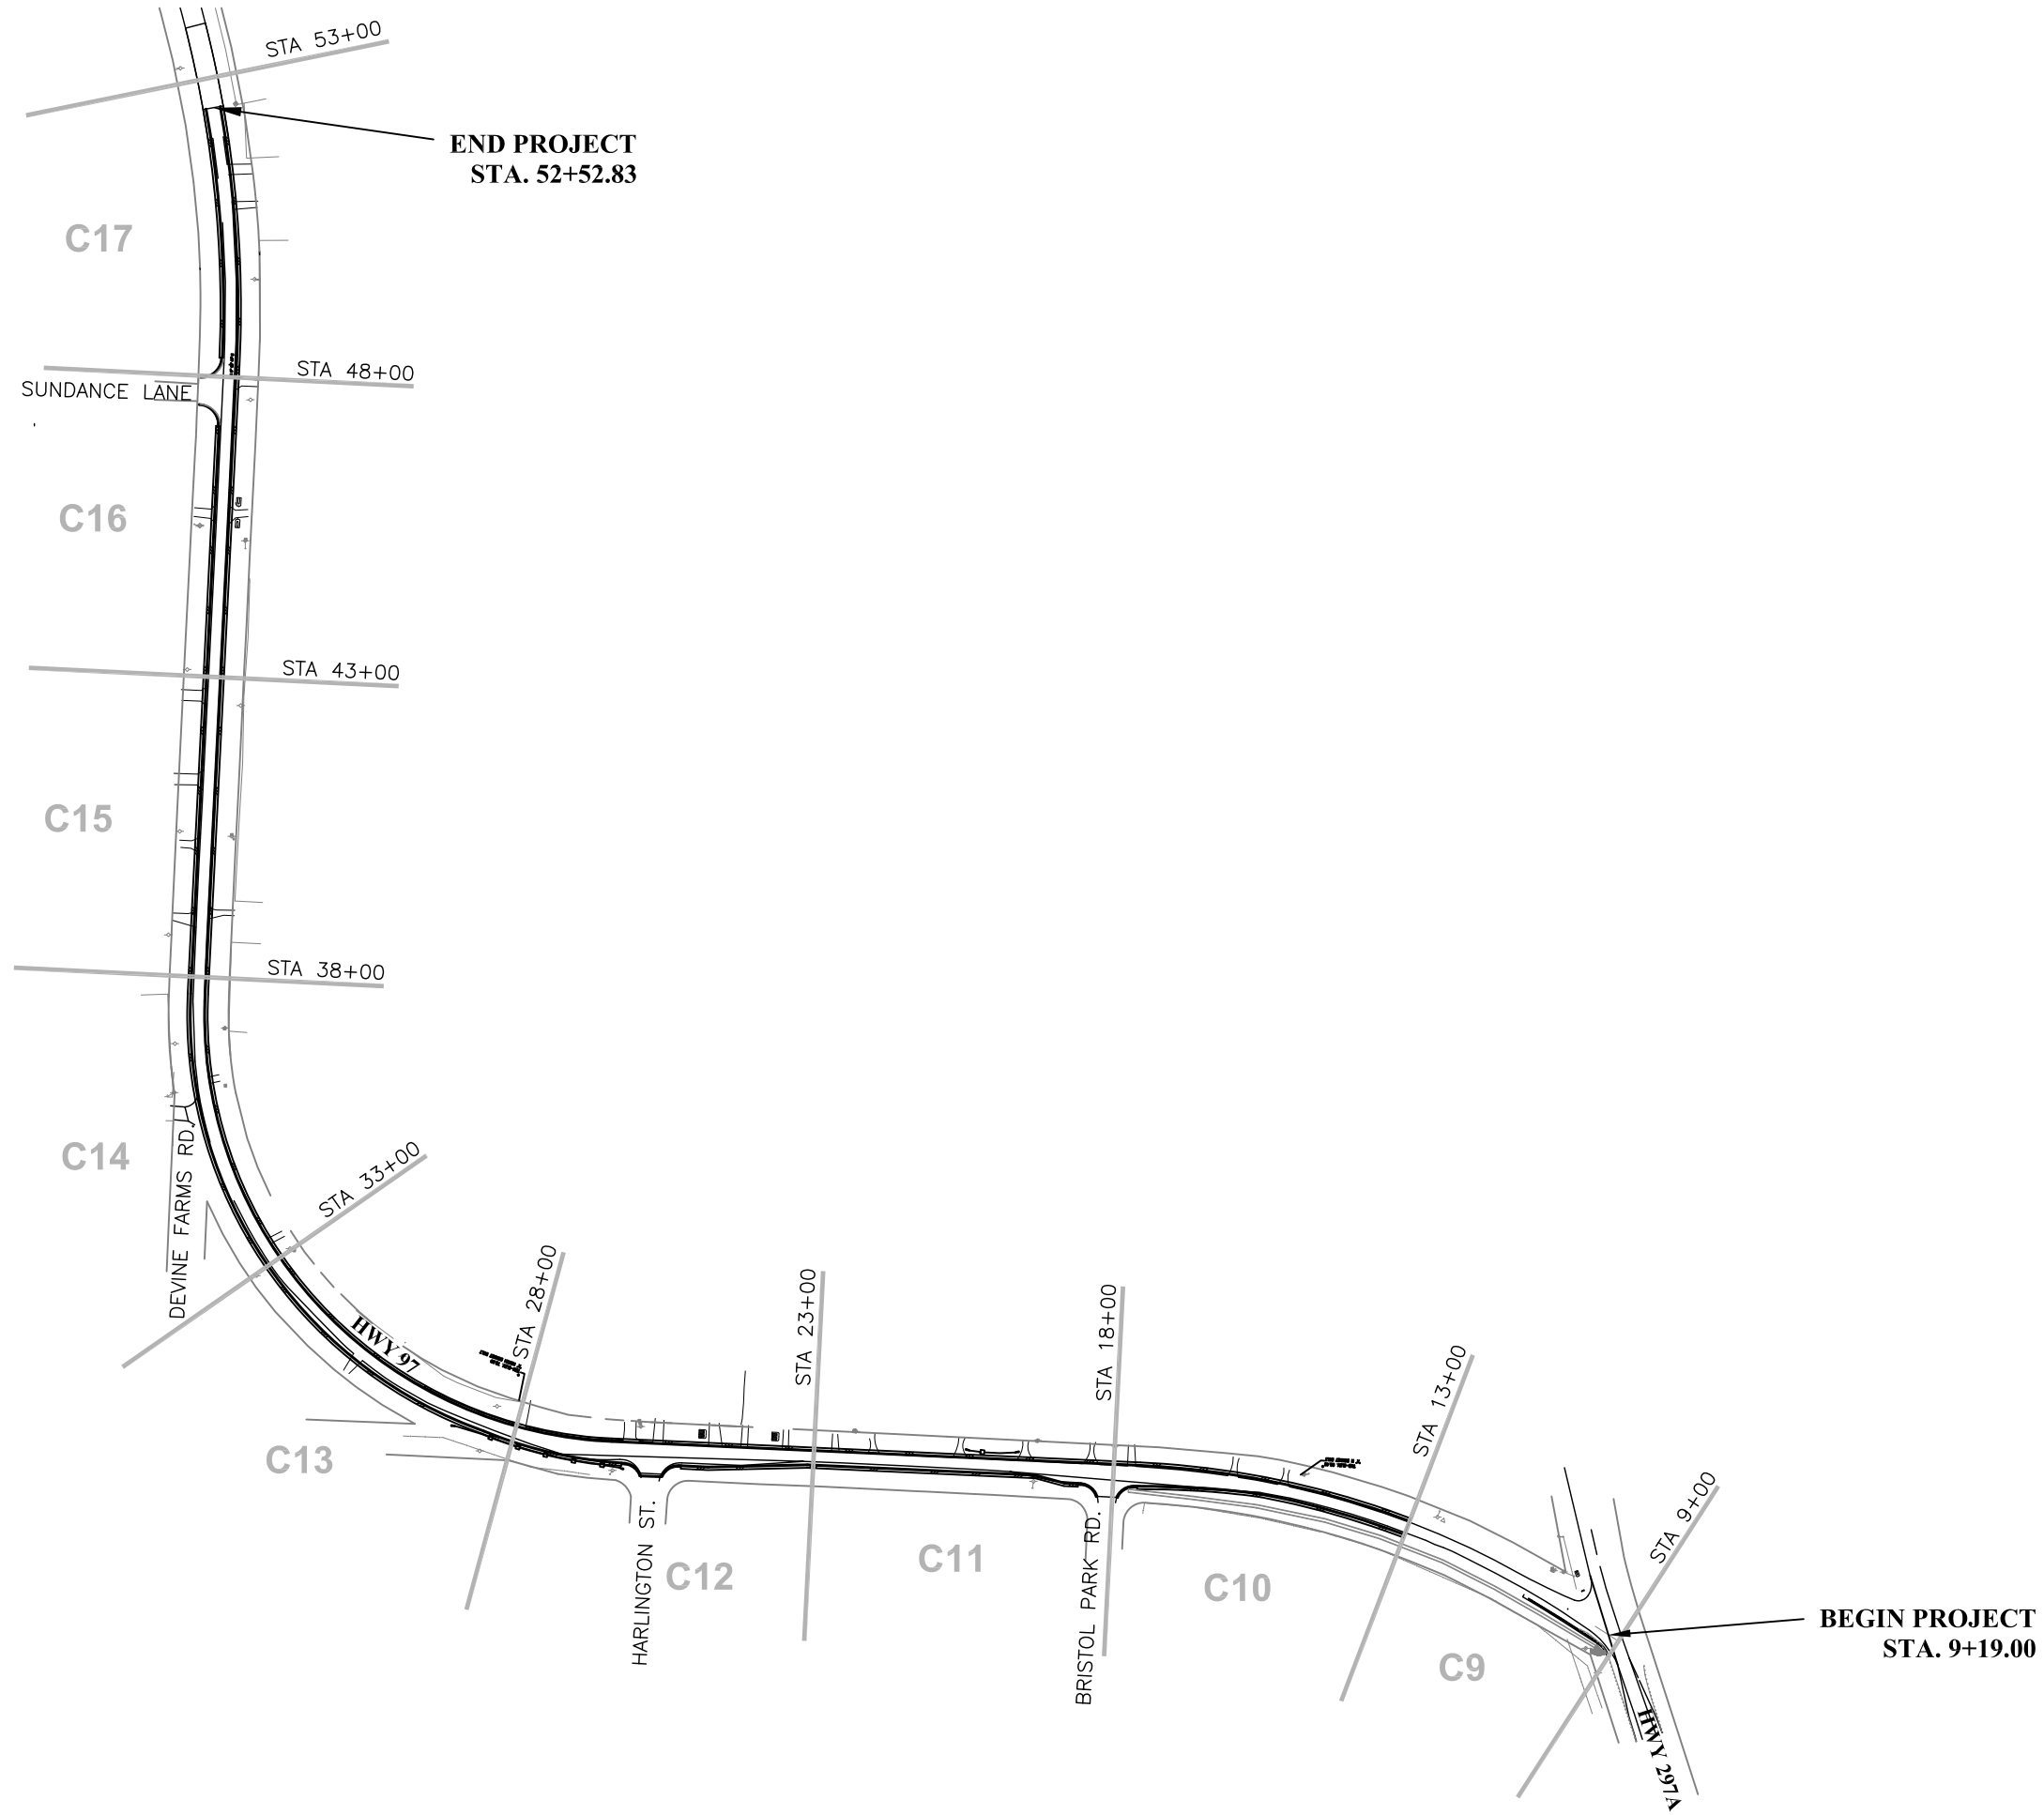 STA 53+00
END PROJECT
STA. 52+52.83
C17
STA 48+00
SUNDANCE LANE
C16
STA 43+00
C15
STA 38+00
C14
DEVINE FARMS RD.
STA 33+00
HWY 97
STA 28+00
STA 23+00
STA 18+00
STA 13+00
STA 9+00
C13
HARLINGTON ST.
C12
C11
BRISTOL PARK RD.
C10
C9
BEGIN PROJECT
STA. 9+19.00
HWY 297A